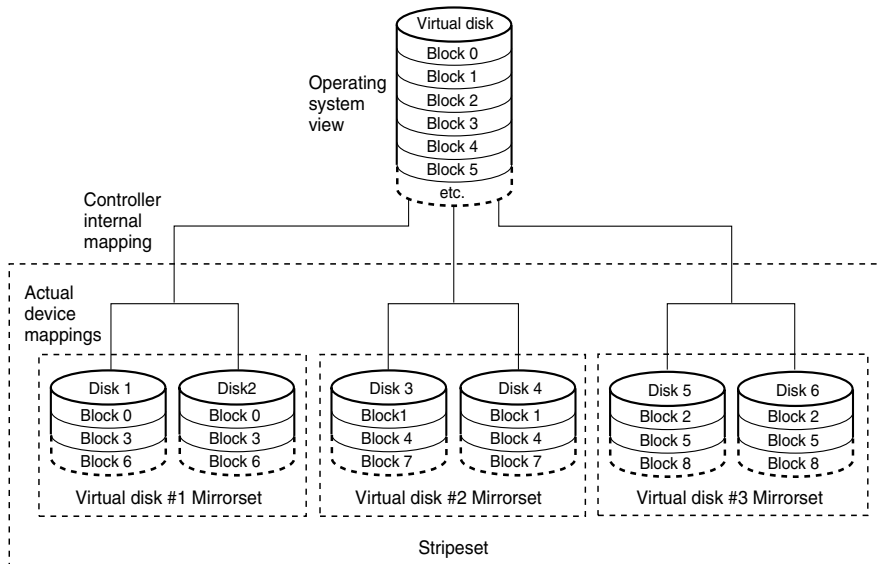 Virtual disk
Block 0
Block 1
Block 2
Block 3
Block 4
Block 5
etc.
Operating
system
view
Controller
internal
mapping
Actual
device
mappings
Disk 1
Block 0
Block 3
Block 6
Disk2
Block 0
Block 3
Block 6
Virtual disk #1 Mirrorset
Disk 3
Block1
Block 4
Block 7
Disk 4
Block 1
Block 4
Block 7
Virtual disk #2 Mirrorset
Disk 5
Block 2
Block 5
Block 8
Disk 6
Block 2
Block 5
Block 8
Virtual disk #3 Mirrorset
Stripeset